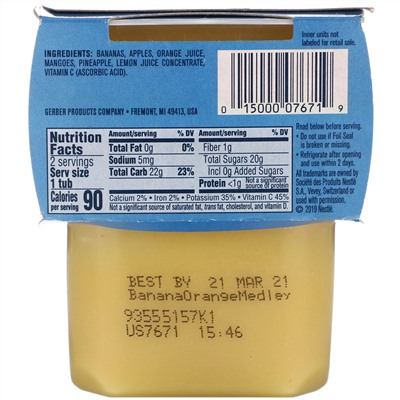 Inner units not
labeled for retail sale.
INGREDIENTS: BANANAS, APPLES, ORANGE JUICE,
MANGOES, PINEAPPLE, LEMON JUICE CONCENTRATE,
VITAMIN C (ASCORBIC ACID).
GERBER PRODUCTS COMPANY • FREMONT, MI 49413, USA
0 15000 07671 9
Nutrition
Facts
2 servings
Serv size
1 tub
Calories
per serving 90
Amount/serving % DV
Total Fat 0g 0%
Sodium 5mg
Total Carb 22g 23%
Amount/serving % DV
Fiber 1g
Total Sugars 20g
Incl 0g Added Sugars
Protein <1g Not a significant
source of protein
Calcium 2% • Iron 2% • Potassium 35% • Vitamin C 45%
Not a significant source of saturated fat, trans fat, cholesterol, and vitamin D.
Read below before serving.
• Do not use if Foil Seal
is broken or missing.
• Refrigerate after opening
and use within 2 days.
All trademarks are owned by
Société des Produits Nestlé
S.A., Vevey, Switzerland or
used with permission.
© 2019 Nestlé.
BEST BY 21 MAR 21
BananaOrangeMedley
93555157K1
US7671 15:46